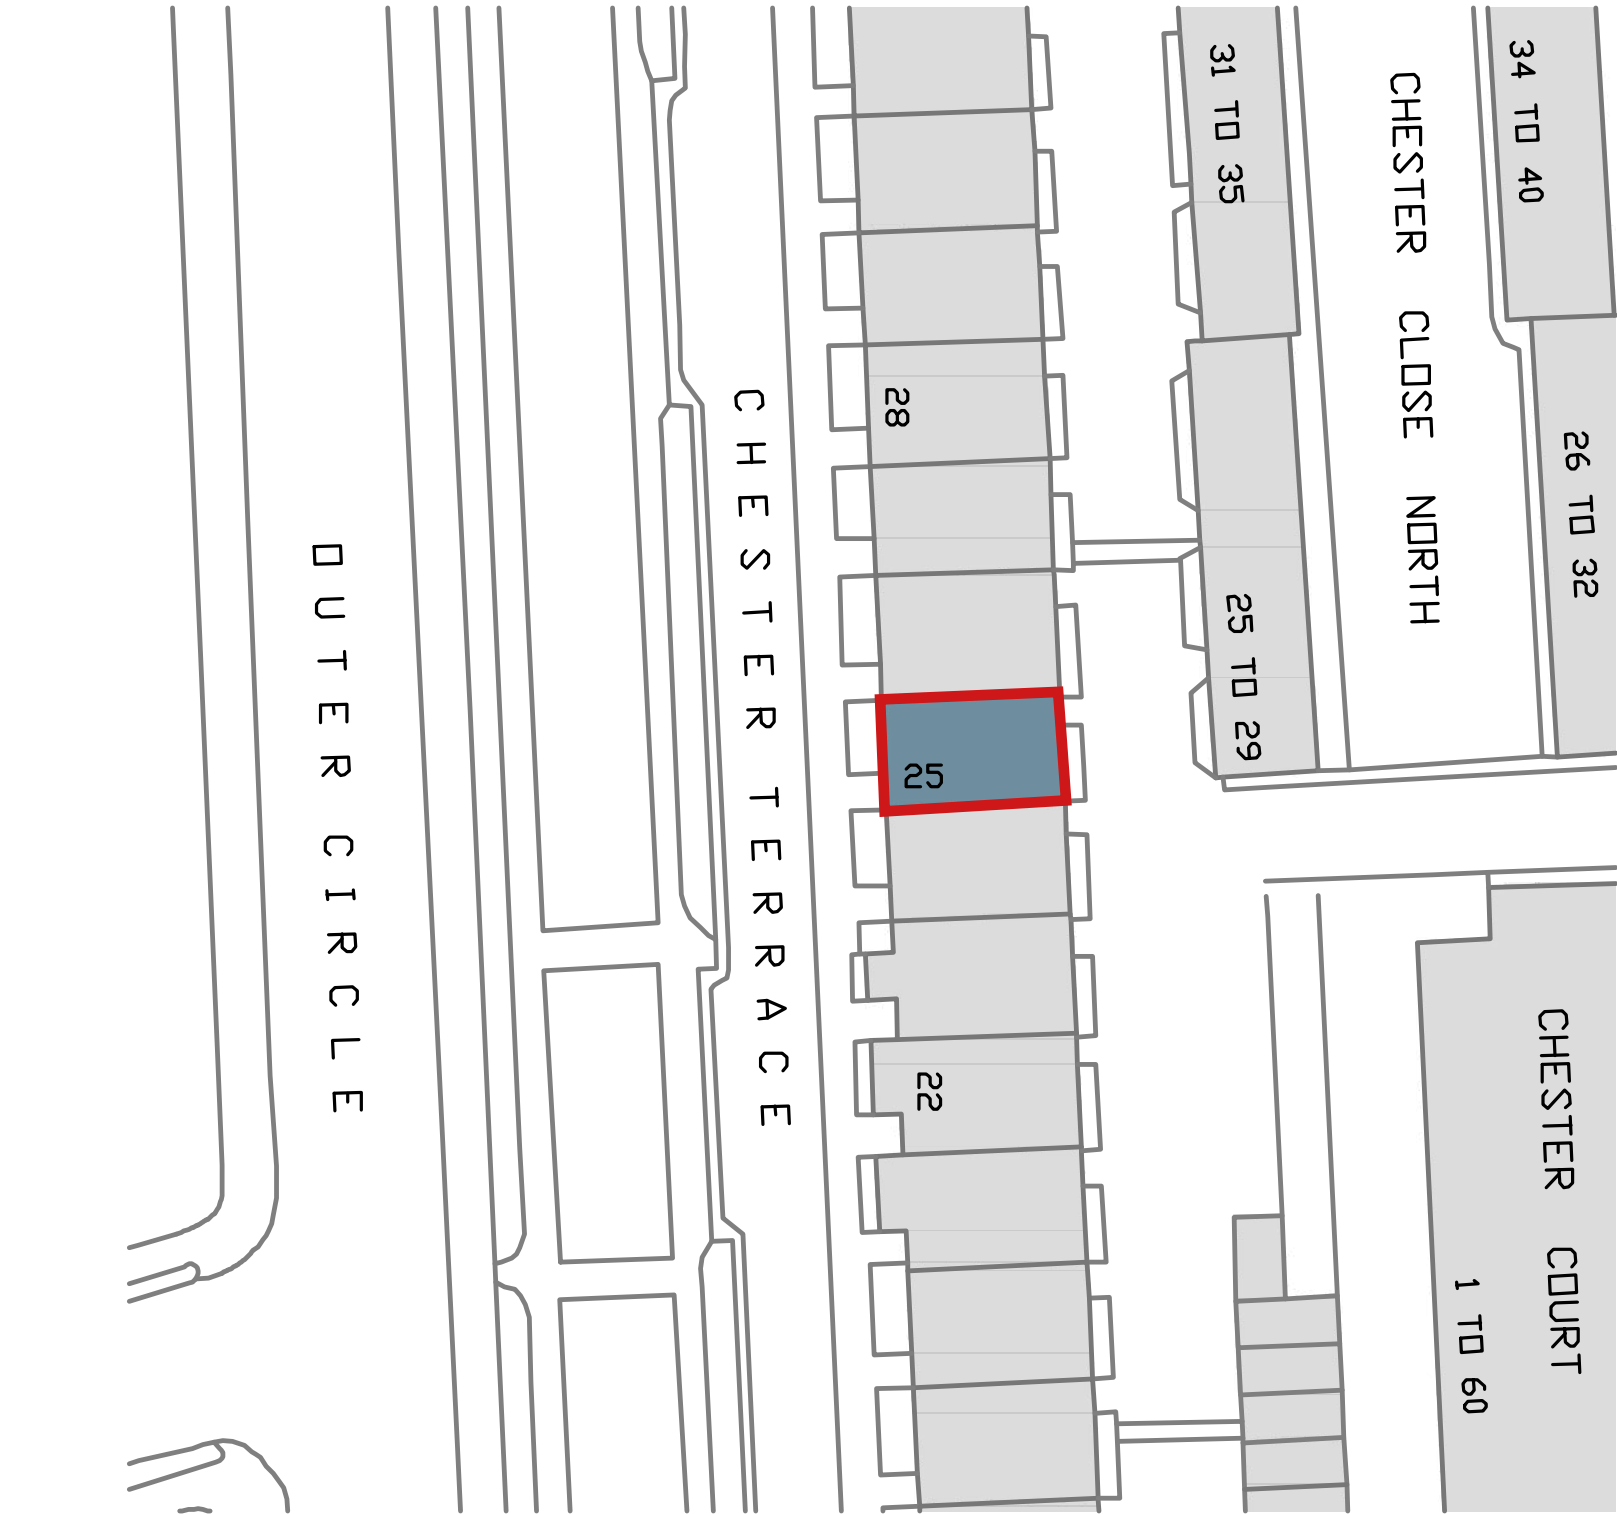 OUTER CIRCLE
CHESTER TERRACE
28
25
22
31 TO 35
25 TO 29
CHESTER CLOSE NORTH
34 TO 40
26 TO 32
CHESTER COURT
1 TO 60